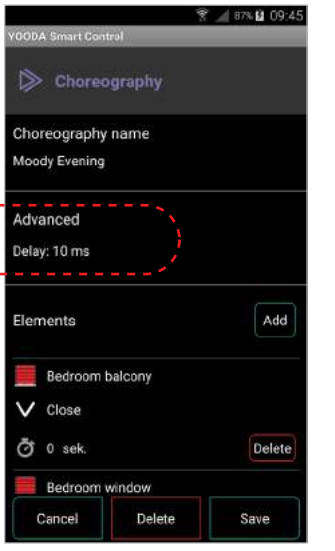 87% 09:45
YOODA Smart Control
Choreography
Choreography name
Moody Evening
Advanced
Delay: 10 ms
Elements
Add
Bedroom balcony
Close
0 sek.
Delete
Bedroom window
Cancel Delete Save